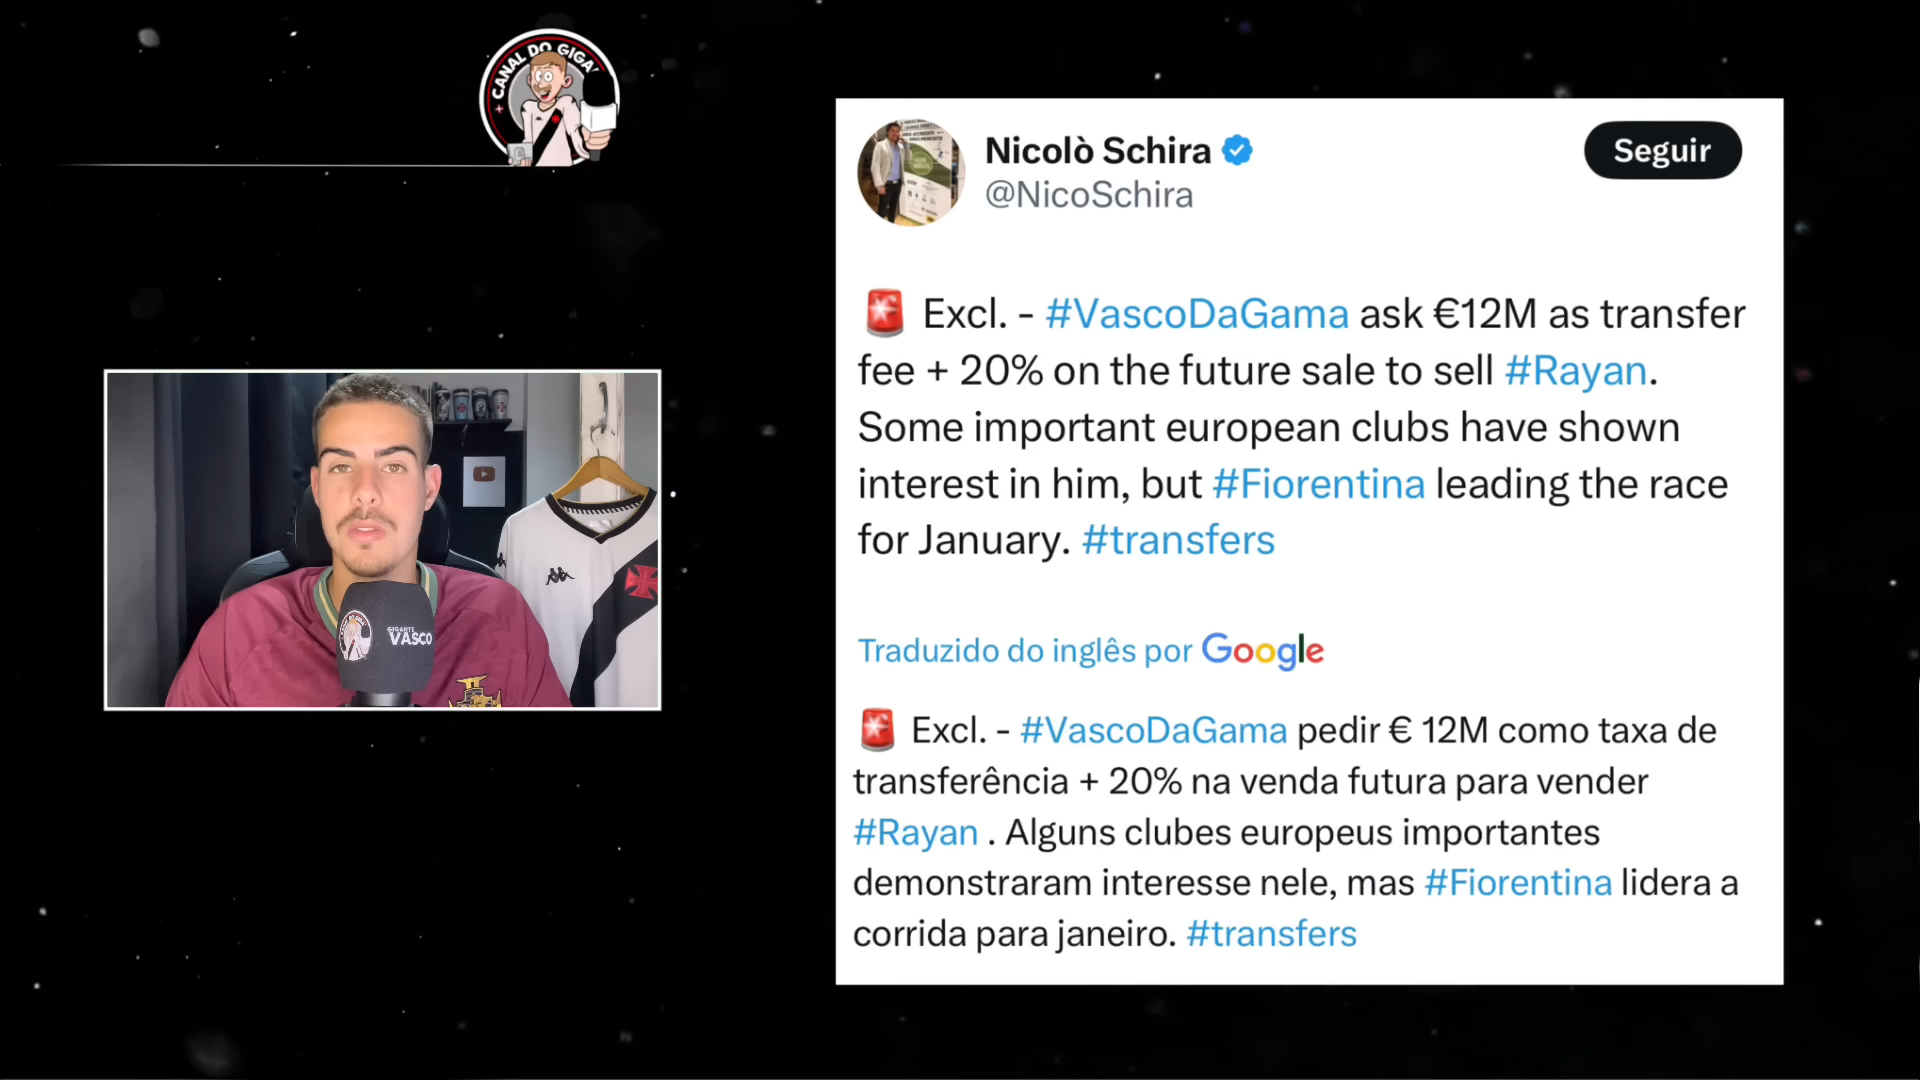 CANAL DO GIGA
Nicolò Schira
@NicoSchira
Seguir
🚨 Excl. - #VascoDaGama ask €12M as transfer
fee + 20% on the future sale to sell #Rayan.
Some important european clubs have shown
interest in him, but #Fiorentina leading the race
for January. #transfers
Traduzido do inglês por Google
🚨 Excl. - #VascoDaGama pedir € 12M como taxa de
transferência + 20% na venda futura para vender
#Rayan . Alguns clubes europeus importantes
demonstraram interesse nele, mas #Fiorentina lidera a
corrida para janeiro. #transfers
GIGANTE
VASCO